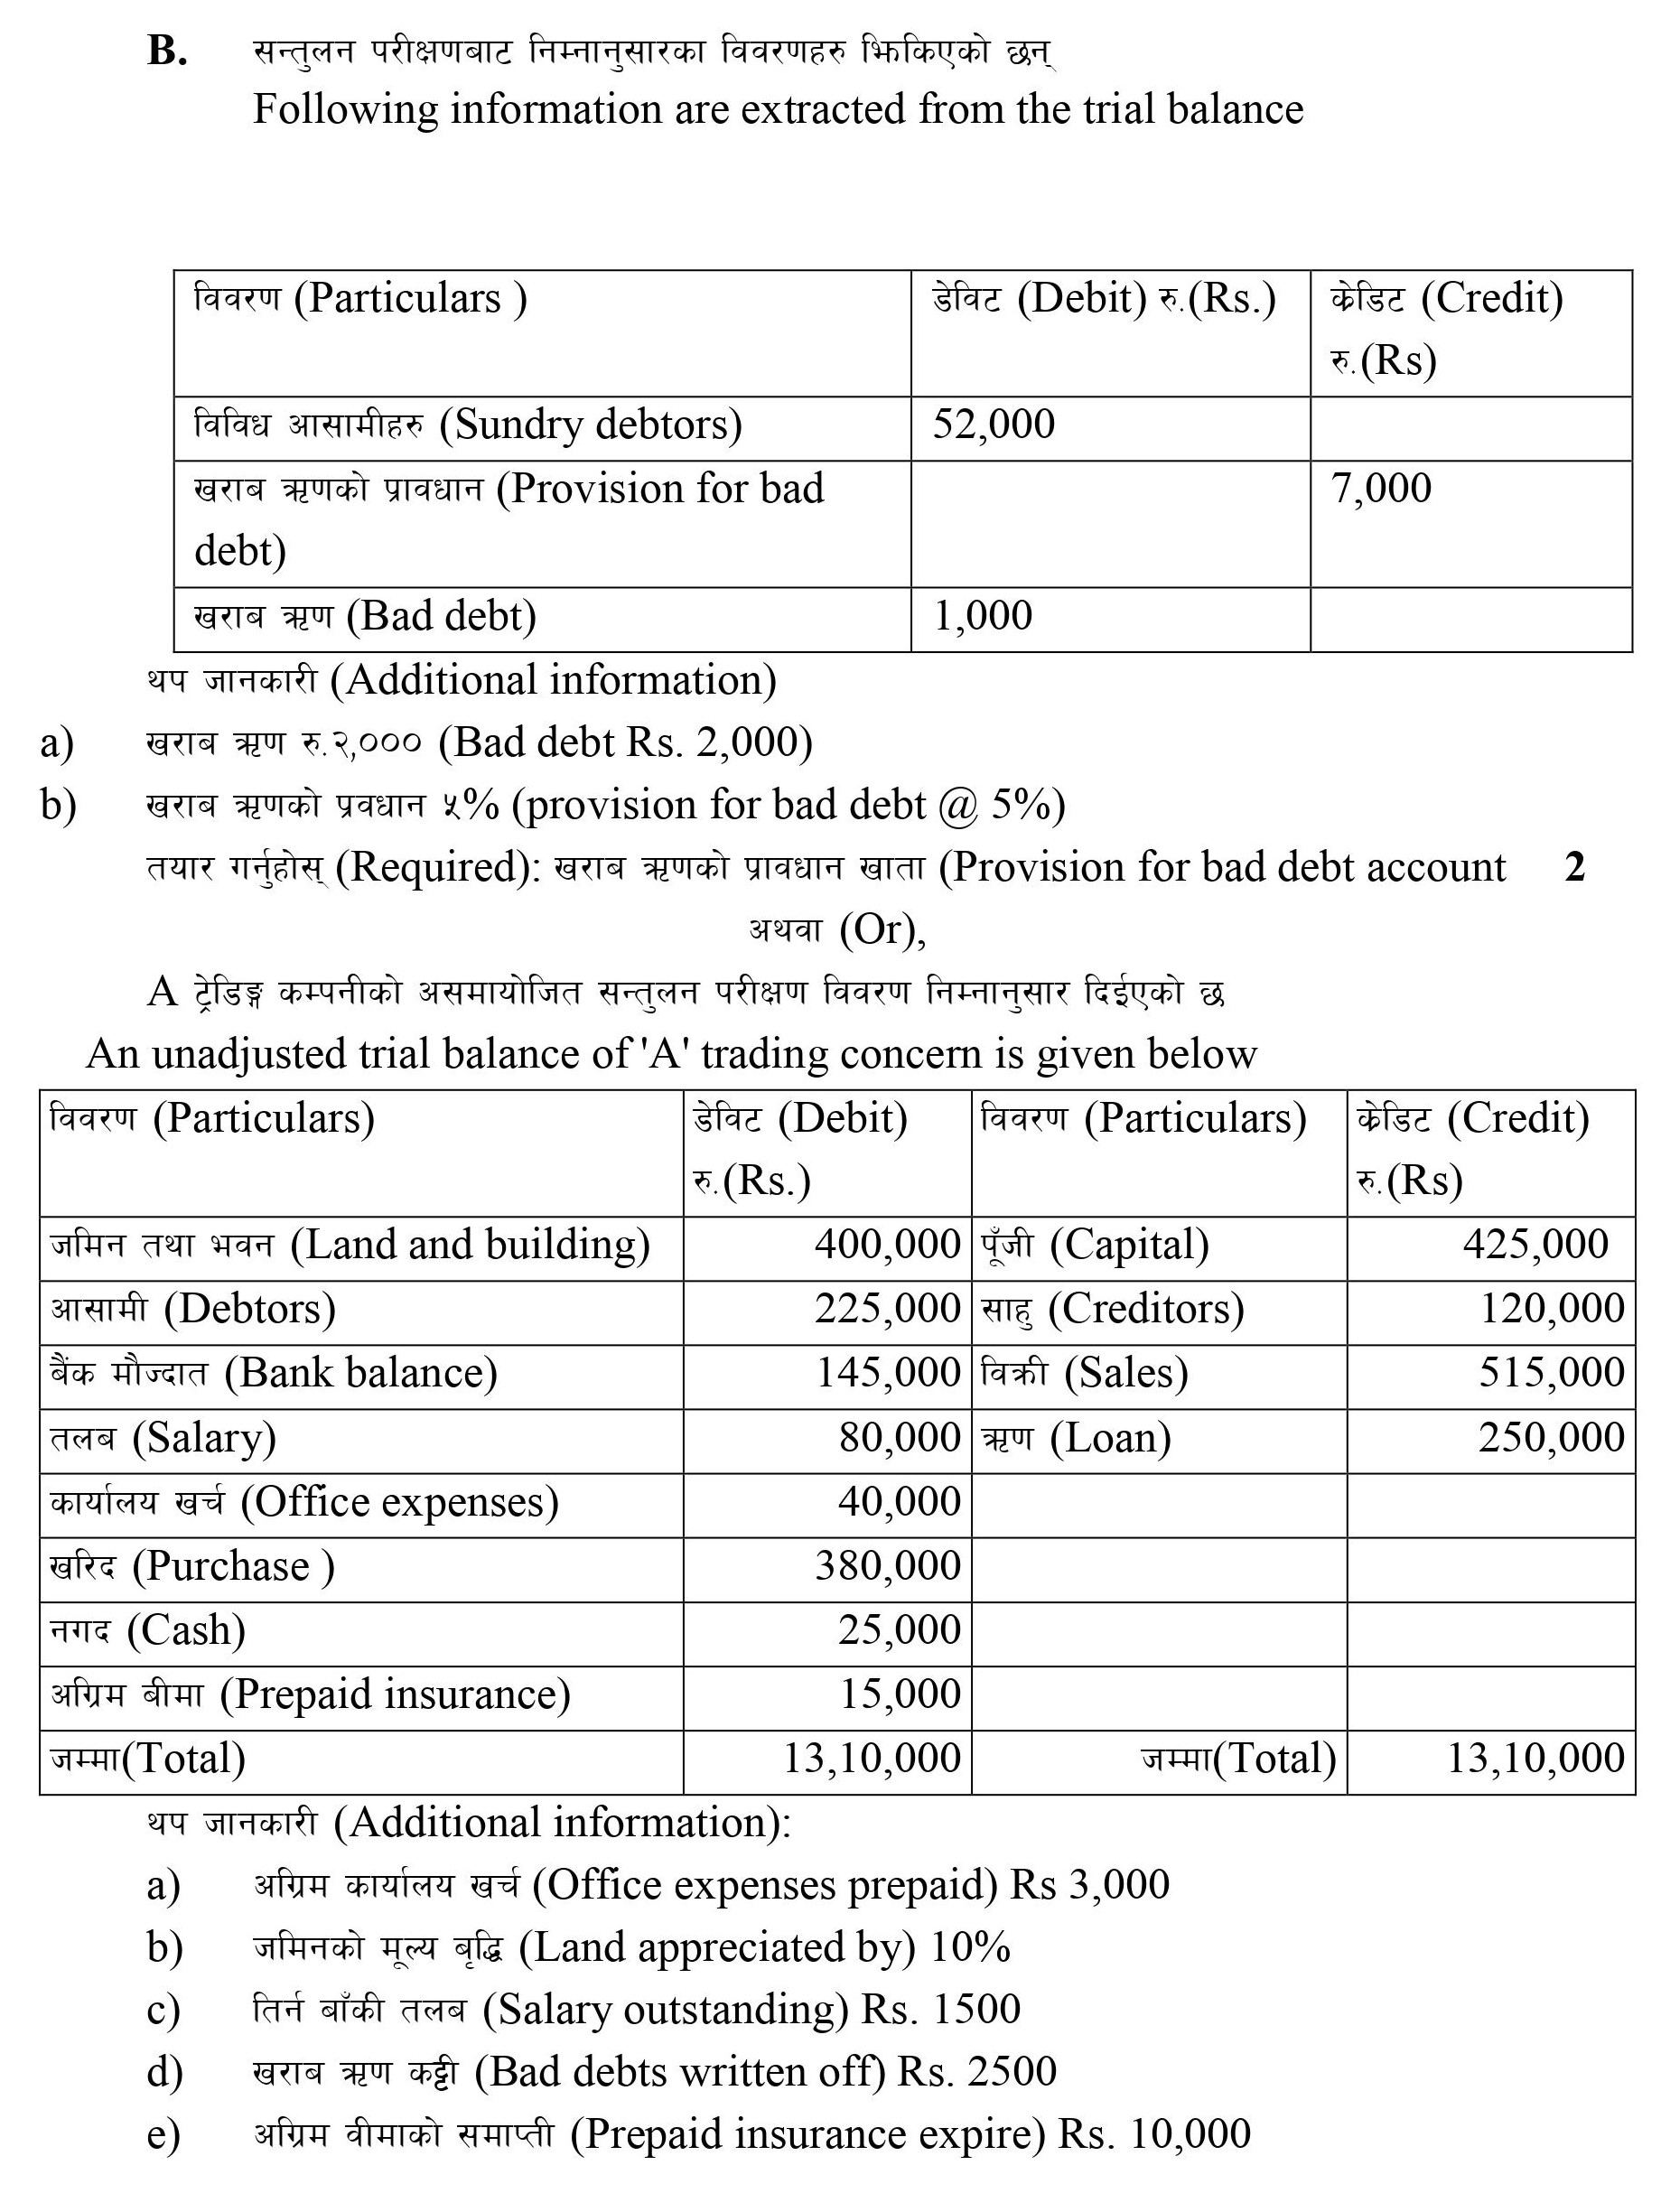 B. सन्तुलन परीक्षणबाट निम्नानुसारका विवरणहरु झिकिएको छन्
Following information are extracted from the trial balance
विवरण (Particulars ) डेविट (Debit) रु.(Rs.) क्रेडिट (Credit)
रु.(Rs)
विविध आसामीहरु (Sundry debtors) 52,000
खराब ऋणको प्रावधान (Provision for bad 7,000
debt)
खराब ऋण (Bad debt) 1,000
थप जानकारी (Additional information)
a) खराब ऋण रु.२,००० (Bad debt Rs. 2,000)
b) खराब ऋणको प्रवधान ५% (provision for bad debt @ 5%)
तयार गर्नुहोस् (Required): खराब ऋणको प्रावधान खाता (Provision for bad debt account 2
अथवा (Or),
A ट्रेडिङ्ग कम्पनीको असमायोजित सन्तुलन परीक्षण विवरण निम्नानुसार दिईएको छ
An unadjusted trial balance of 'A' trading concern is given below
विवरण (Particulars) डेविट (Debit) विवरण (Particulars) क्रेडिट (Credit)
रु.(Rs.) रु.(Rs)
जमिन तथा भवन (Land and building) 400,000 पूँजी (Capital) 425,000
आसामी (Debtors) 225,000 साहु (Creditors) 120,000
बैंक मौज्दात (Bank balance) 145,000 विक्री (Sales) 515,000
तलब (Salary) 80,000 ऋण (Loan) 250,000
कार्यालय खर्च (Office expenses) 40,000
खरिद (Purchase ) 380,000
नगद (Cash) 25,000
अग्रिम बीमा (Prepaid insurance) 15,000
जम्मा(Total) 13,10,000 जम्मा(Total) 13,10,000
थप जानकारी (Additional information):
a) अग्रिम कार्यालय खर्च (Office expenses prepaid) Rs 3,000
b) जमिनको मूल्य बृद्धि (Land appreciated by) 10%
c) तिर्न बाँकी तलब (Salary outstanding) Rs. 1500
d) खराब ऋण कट्टी (Bad debts written off) Rs. 2500
e) अग्रिम वीमाको समाप्ती (Prepaid insurance expire) Rs. 10,000